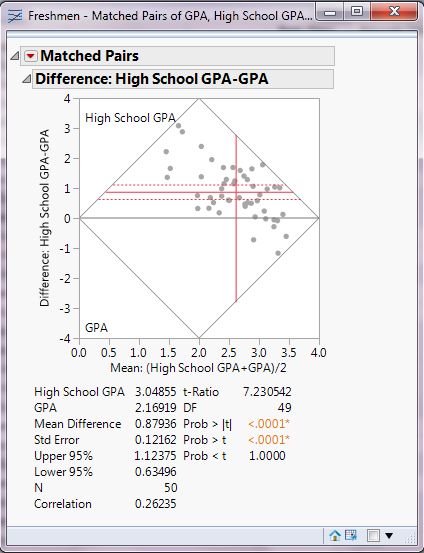 Freshmen - Matched Pairs of GPA, High School GPA...
Matched Pairs
Difference: High School GPA-GPA
Difference: High School GPA-GPA
4
3
2
1
0
-1
-2
-3
-4
High School GPA
GPA
0.0 0.5 1.0 1.5 2.0 2.5 3.0 3.5 4.0
Mean: (High School GPA+GPA)/2
High School GPA 3.04855 t-Ratio 7.230542
GPA 2.16919 DF 49
Mean Difference 0.87936 Prob > |t| <.0001*
Std Error 0.12162 Prob > t <.0001*
Upper 95% 1.12375 Prob < t 1.0000
Lower 95% 0.63496
N 50
Correlation 0.26235